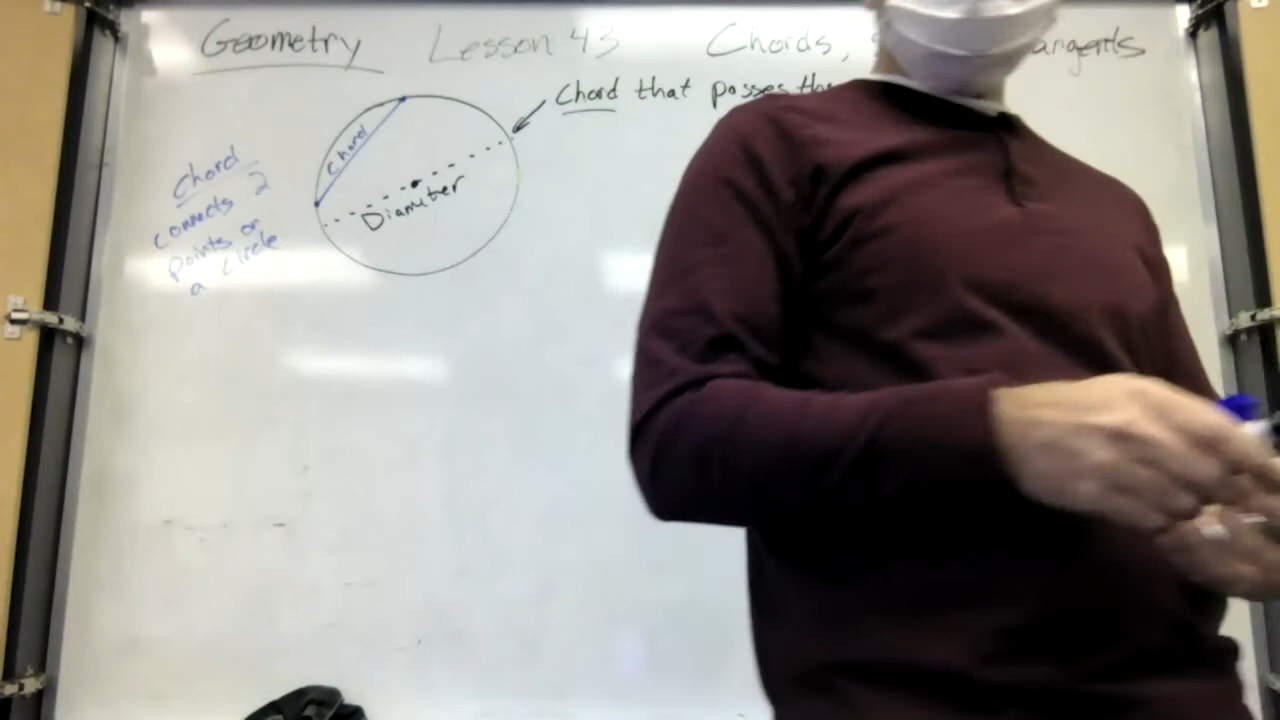 Geometry Lesson 43 Chords, angents
Chord that passes th
chord
connects 2
points on
a circle
Chord
Diameter